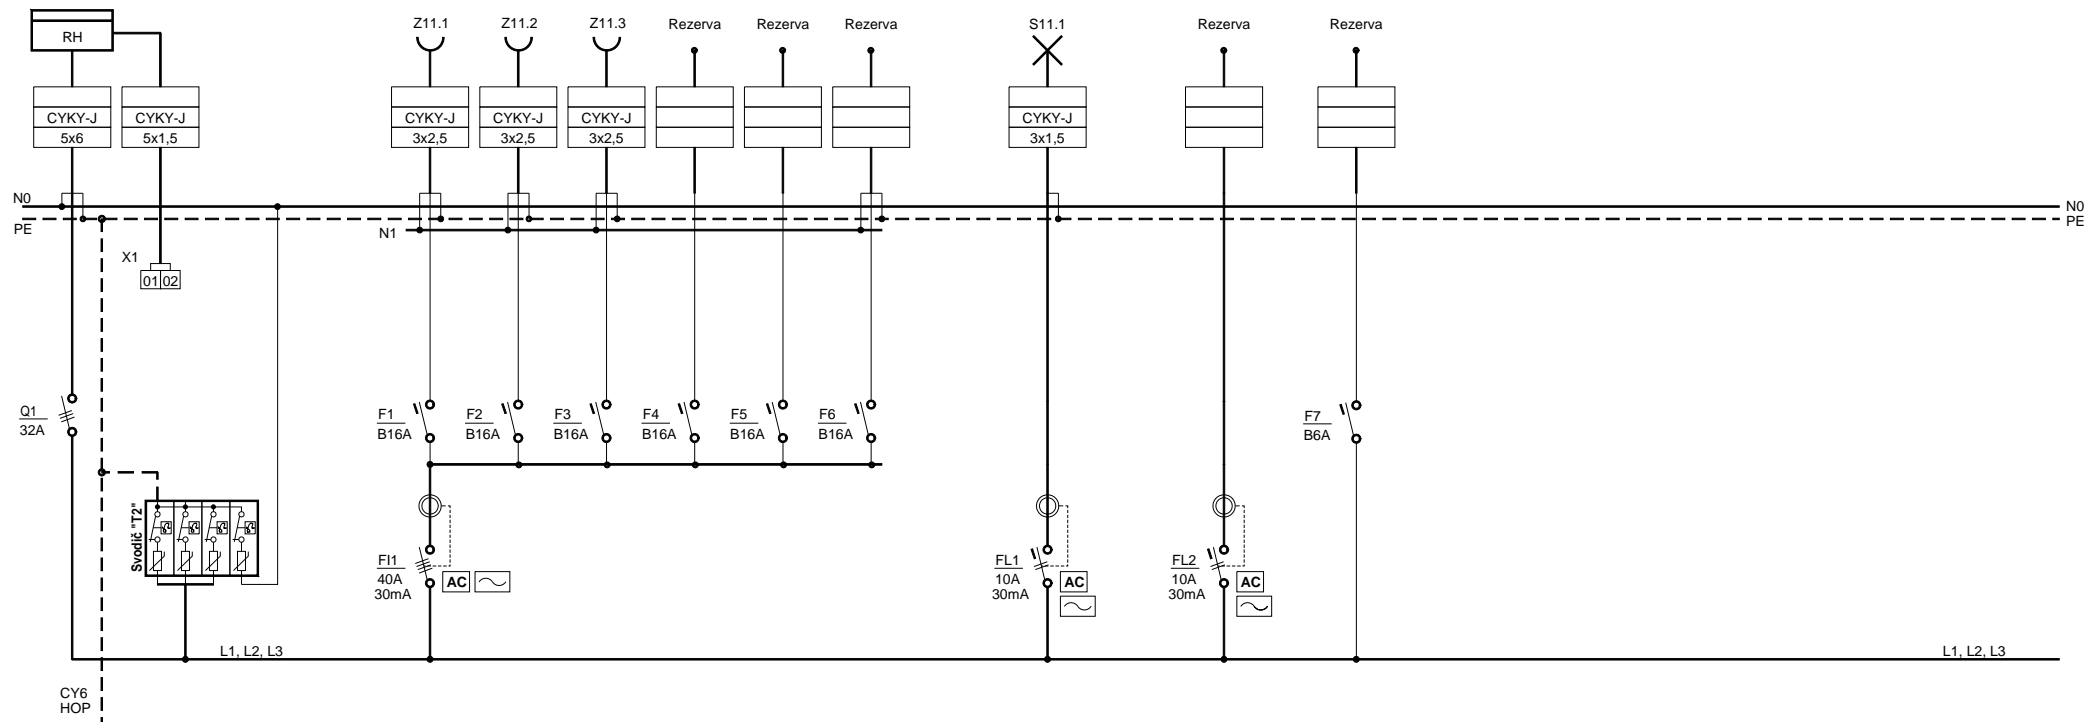 Z11.1 Z11.2 Z11.3 Rezerva Rezerva Rezerva S11.1 Rezerva Rezerva
RH
CYKY-J CYKY-J CYKY-J CYKY-J CYKY-J CYKY-J
5x6 5x1,5 3x2,5 3x2,5 3x2,5 3x1,5
N0 N0
PE PE
N1
X1
01 02
Q1
32A
F1 F2 F3 F4 F5 F6 F7
B16A B16A B16A B16A B16A B16A B6A
Svodič "T2"
FI1 FL1 FL2
40A AC 10A AC 10A AC
30mA 30mA 30mA
L1, L2, L3 L1, L2, L3
CY6
HOP